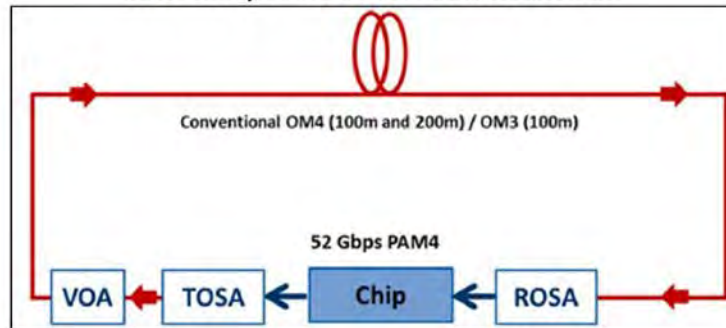 Conventional OM4 (100m and 200m) / OM3 (100m)
52 Gbps PAM4
VOA
TOSA
Chip
ROSA